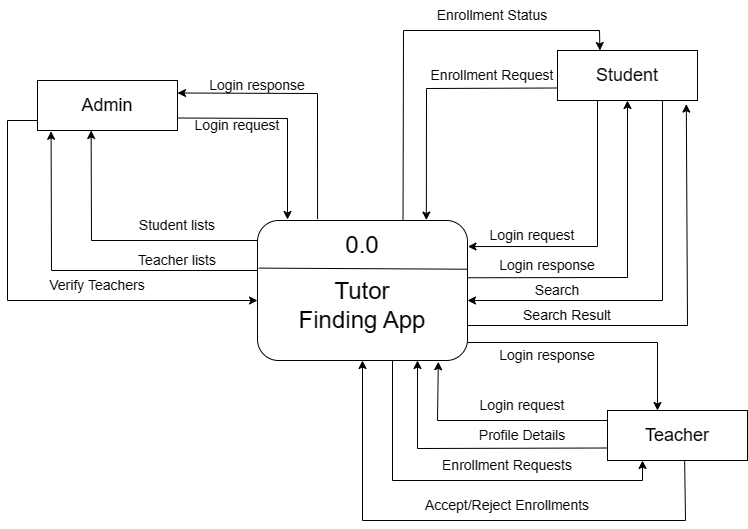 Enrollment Status
Student
Enrollment Request
Login response
Admin
Login request
Student lists
Login request
0.0
Teacher lists
Login response
Verify Teachers
Search
Tutor
Finding App
Search Result
Login response
Login request
Teacher
Profile Details
Enrollment Requests
Accept/Reject Enrollments